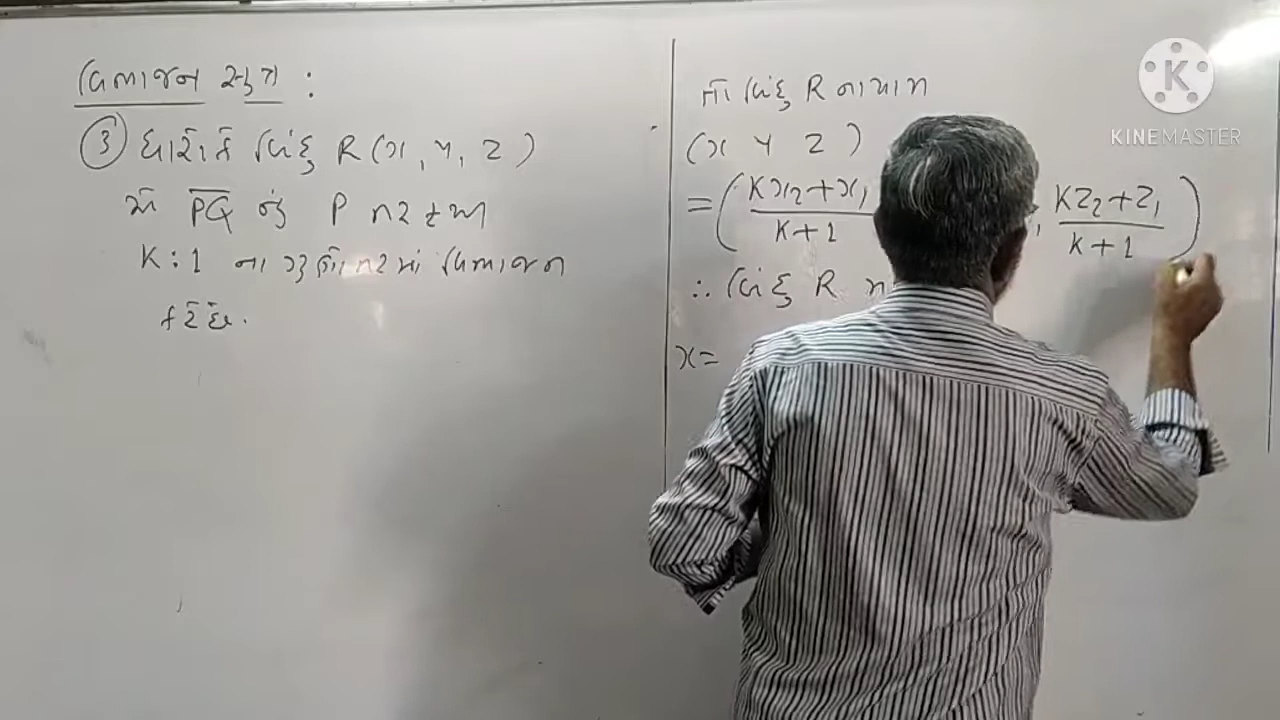 વિભાજન સૂત્ર :
③ ધારોકે બિંદુ R(x, y, z)
એ PQ નું P તરફથી
K:1 ના ગુણોત્તરમાં વિભાજન
કરે છે.
તો બિંદુ R નાયામ
(x y z)
= (Kx₂+x₁ / K+1 , Kz₂+z₁ / K+1)
∴ બિંદુ R
x=
K
KINEMASTER